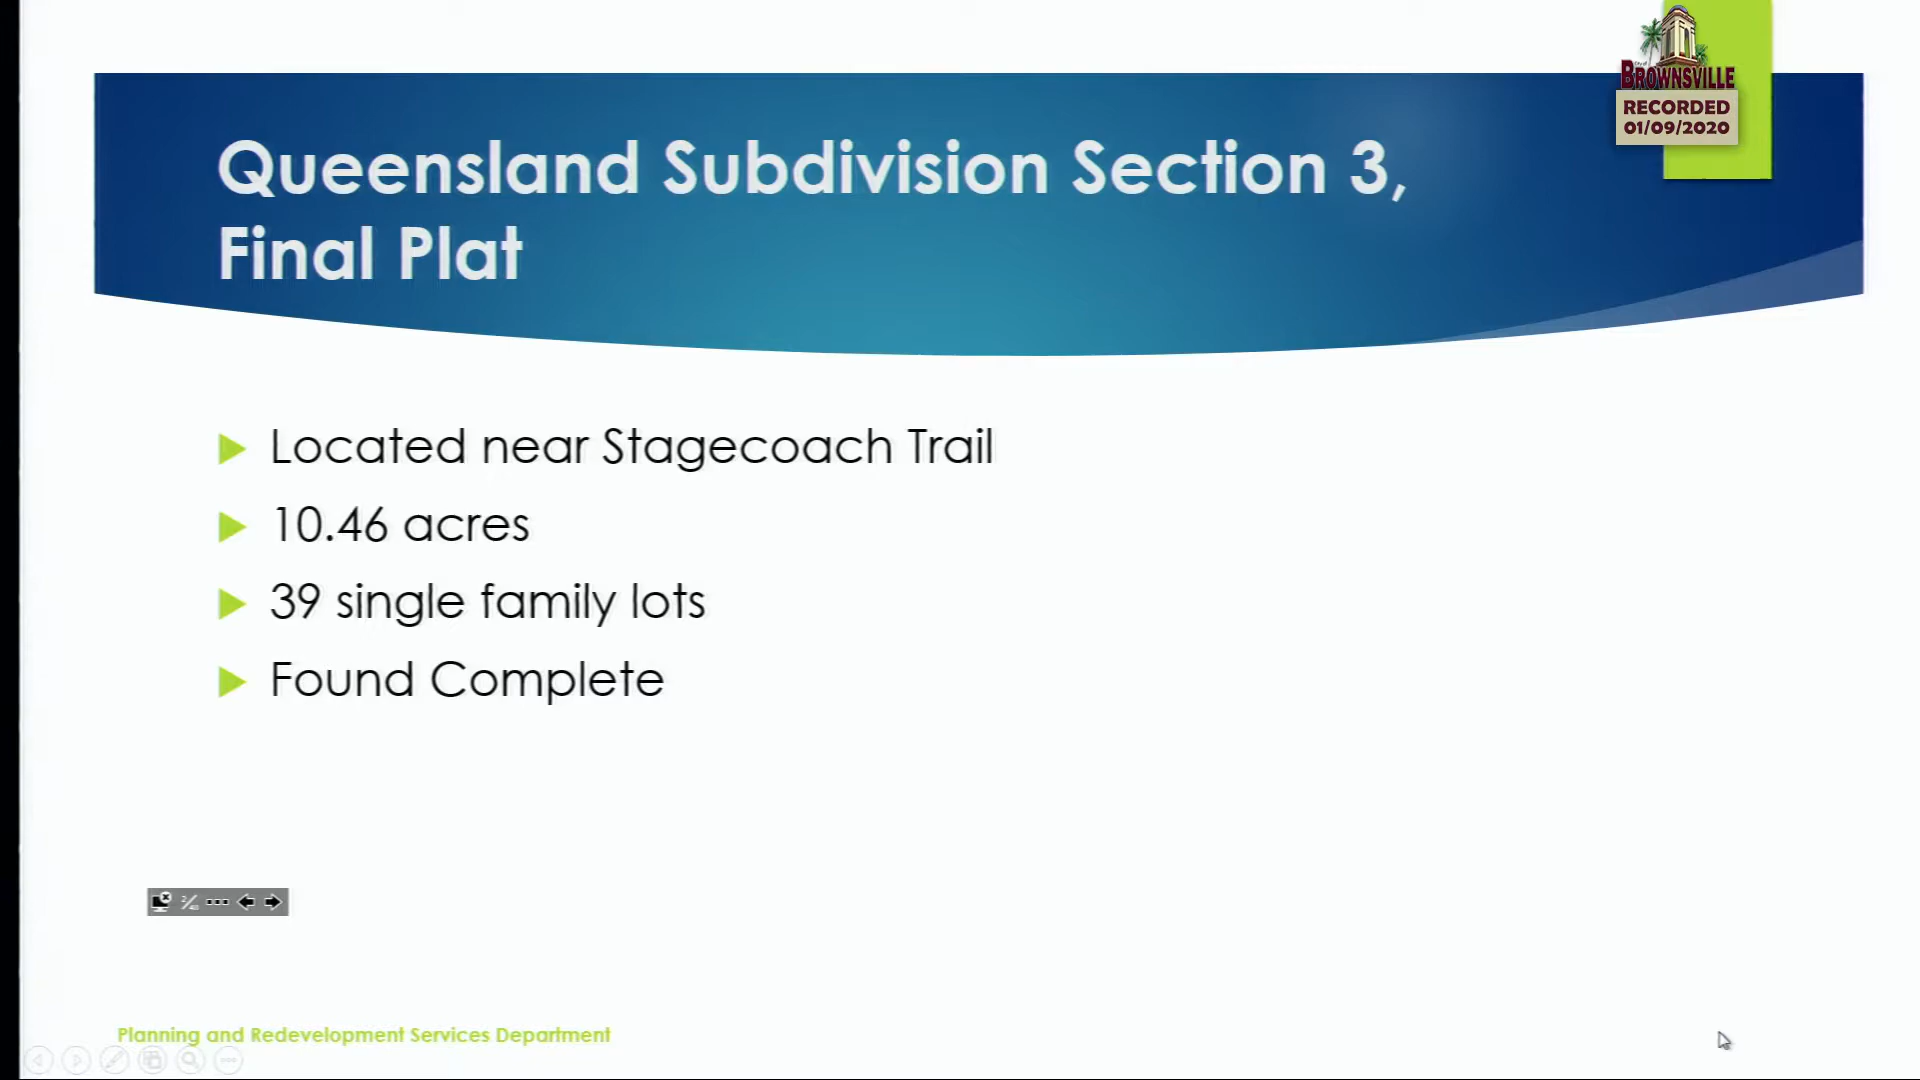 BROWNSVILLE
RECORDED
01/09/2020
Queensland Subdivision Section 3,
Final Plat
Located near Stagecoach Trail
10.46 acres
39 single family lots
Found Complete
Planning and Redevelopment Services Department